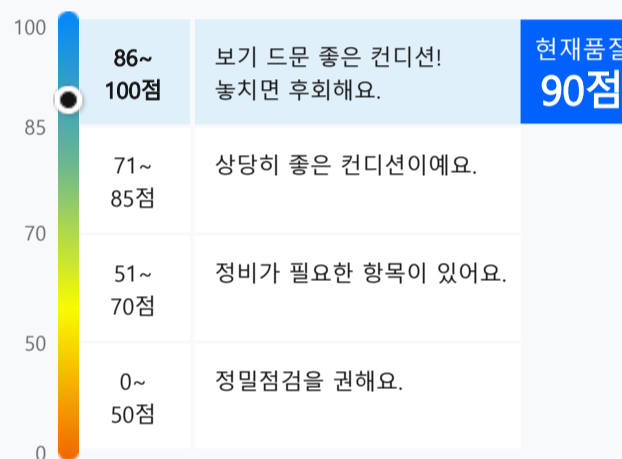 100
85
70
50
0
86~
100점
보기 드문 좋은 컨디션!
놓치면 후회해요.
현재품질
90점
71~
85점
상당히 좋은 컨디션이예요.
51~
70점
정비가 필요한 항목이 있어요.
0~
50점
정밀점검을 권해요.